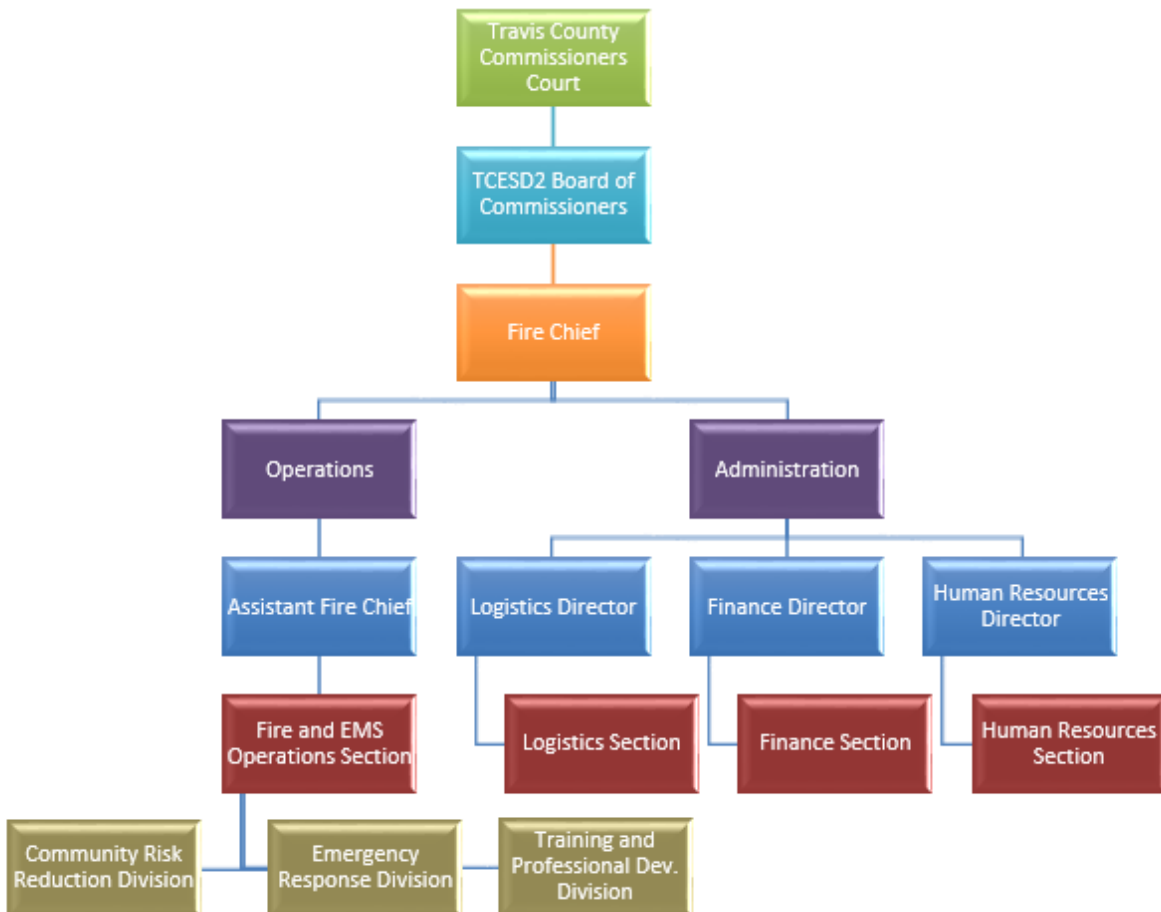 Travis County
Commissioners
Court
TCESD2 Board of
Commissioners
Fire Chief
Operations
Administration
Assistant Fire Chief
Logistics Director
Finance Director
Human Resources
Director
Fire and EMS
Operations Section
Logistics Section
Finance Section
Human Resources
Section
Community Risk
Reduction Division
Emergency
Response Division
Training and
Professional Dev.
Division